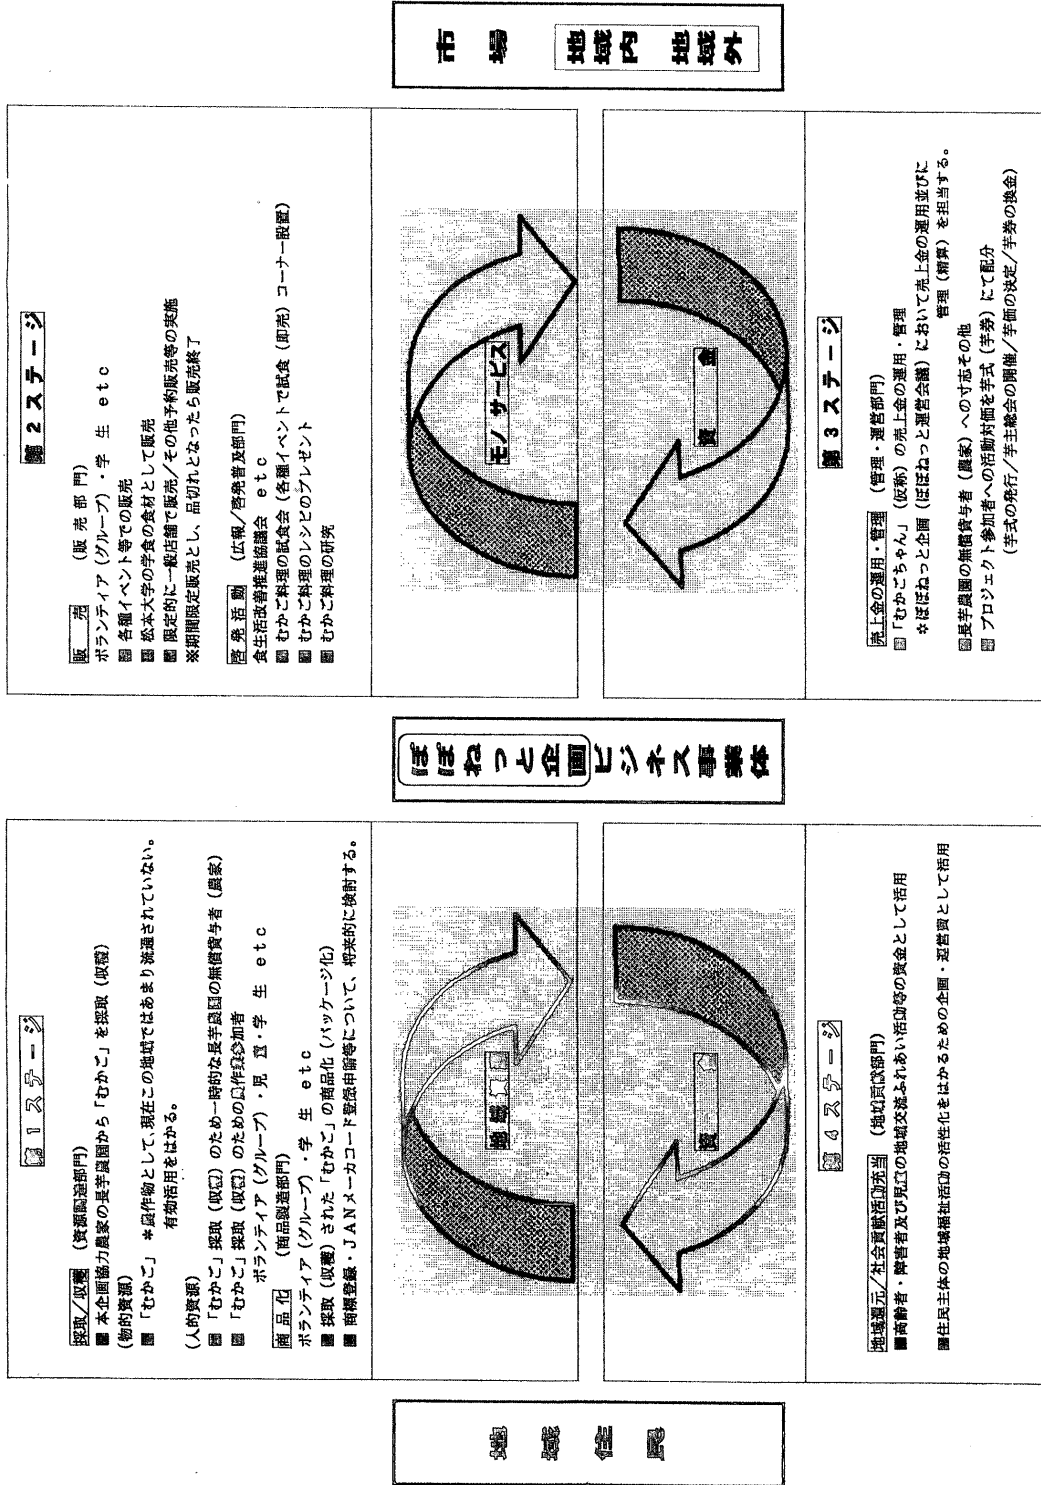 地域住民
第1ステージ
採取/収穫 (資源調達部門)
本企画協力農家の長芋農園から「むかご」を採取(収穫)
(物的資源)
「むかご」 *農作物として、現在この地域ではあまり流通されていない。
有効活用をはかる。
(人的資源)
「むかご」採取(収穫)のため一時的な長芋農園の無償貸与者(農家)
「むかご」採取(収穫)のための農作業参加者
ボランティア(グループ)・児童・学生 etc
商品化 (商品製造部門)
ボランティア(グループ)・学生 etc
採取(収穫)された「むかご」の商品化(パッケージ化)
商標登録・JANメーカコード登録申請等について、将来的に検討する。
地域資源
資金
第4ステージ
地域還元/社会貢献活動充当 (地域貢献部門)
高齢者・障害者及び児童の地域交流ふれあい活動等の資金として活用
住民主体の地域福祉活動の活性化をはかるための企画・運営費として活用
ぽぽねっと企画ビジネス事業体
第2ステージ
販売 (販売部門)
ボランティア(グループ)・学生 etc
各種イベント等での販売
松本大学の学食の食材として販売
限定的に一般店舗で販売/その他予約販売等の実施
※期間限定販売とし、品切れとなったら販売終了
啓発活動 (広報/啓発普及部門)
食生活改善推進協議会 etc
むかご料理の試食会(各種イベントで試食(即売)コーナー設置)
むかご料理のレシピのプレゼント
むかご料理の研究
モノ サービス
資金
第3ステージ
売上金の運用・管理 (管理・運営部門)
「むかごちゃん」(仮称)の売上金の運用・管理
*ぽぽねっと企画(ぽぽねっと運営会議)において売上金の運用並びに
管理(精算)を担当する。
長芋農園の無償貸与者(農家)への寸志その他
プロジェクト参加者への活動対価を芋式(芋券)にて配分
(芋式の発行/芋主総会の開催/芋価の決定/芋券の換金)
市場
地域内 地域外